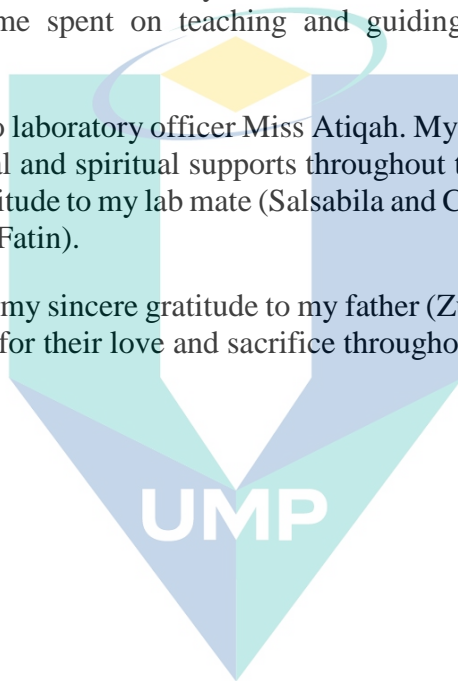 me spent on teaching and guiding
laboratory officer Miss Atiqah. My
and spiritual supports throughout
itude to my lab mate (Salsabila and
Fatin).
my sincere gratitude to my father
for their love and sacrifice
UMP